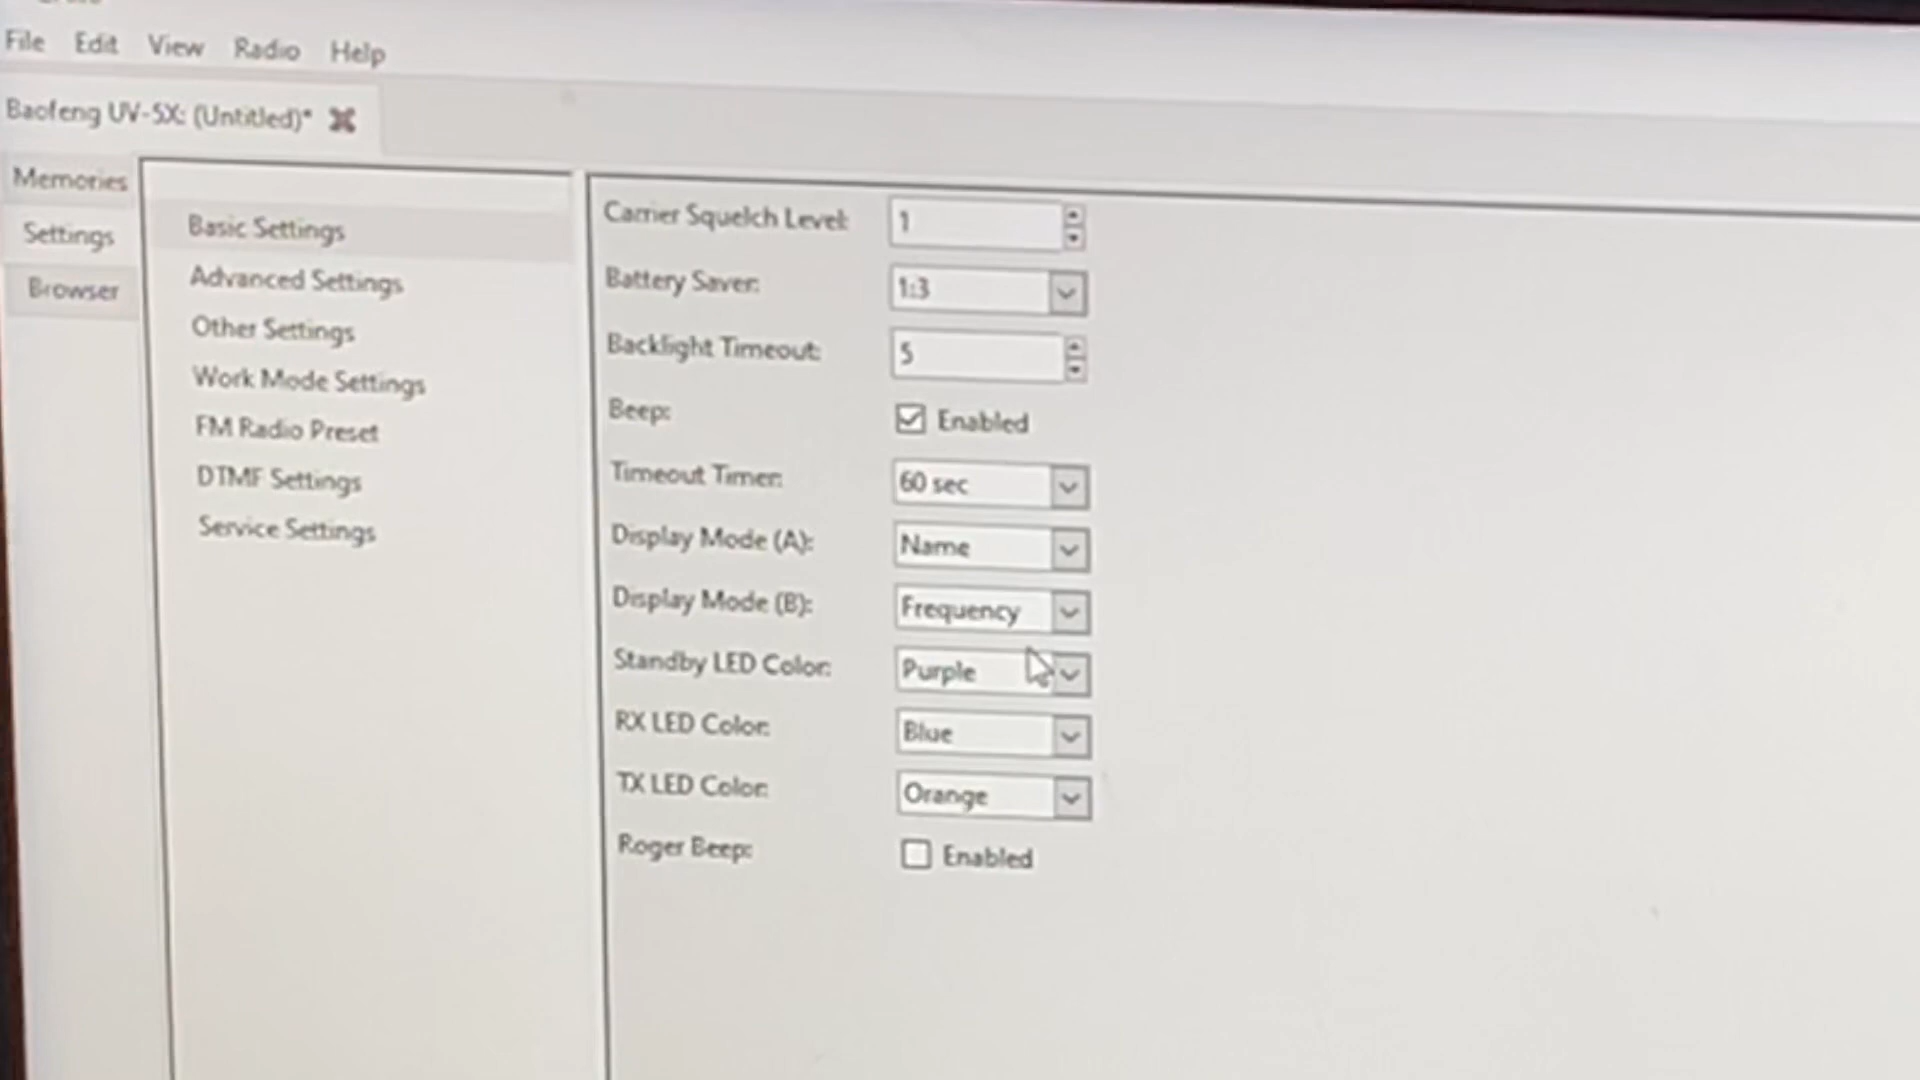 File Edit View Radio Help
Baofeng UV-5X: (Untitled)*
Memories
Settings
Browser
Basic Settings
Advanced Settings
Other Settings
Work Mode Settings
FM Radio Preset
DTMF Settings
Service Settings
Carrier Squelch Level: 1
Battery Saver: 1:3
Backlight Timeout: 5
Beep: Enabled
Timeout Timer: 60 sec
Display Mode (A): Name
Display Mode (B): Frequency
Standby LED Color: Purple
RX LED Color: Blue
TX LED Color: Orange
Roger Beep: Enabled